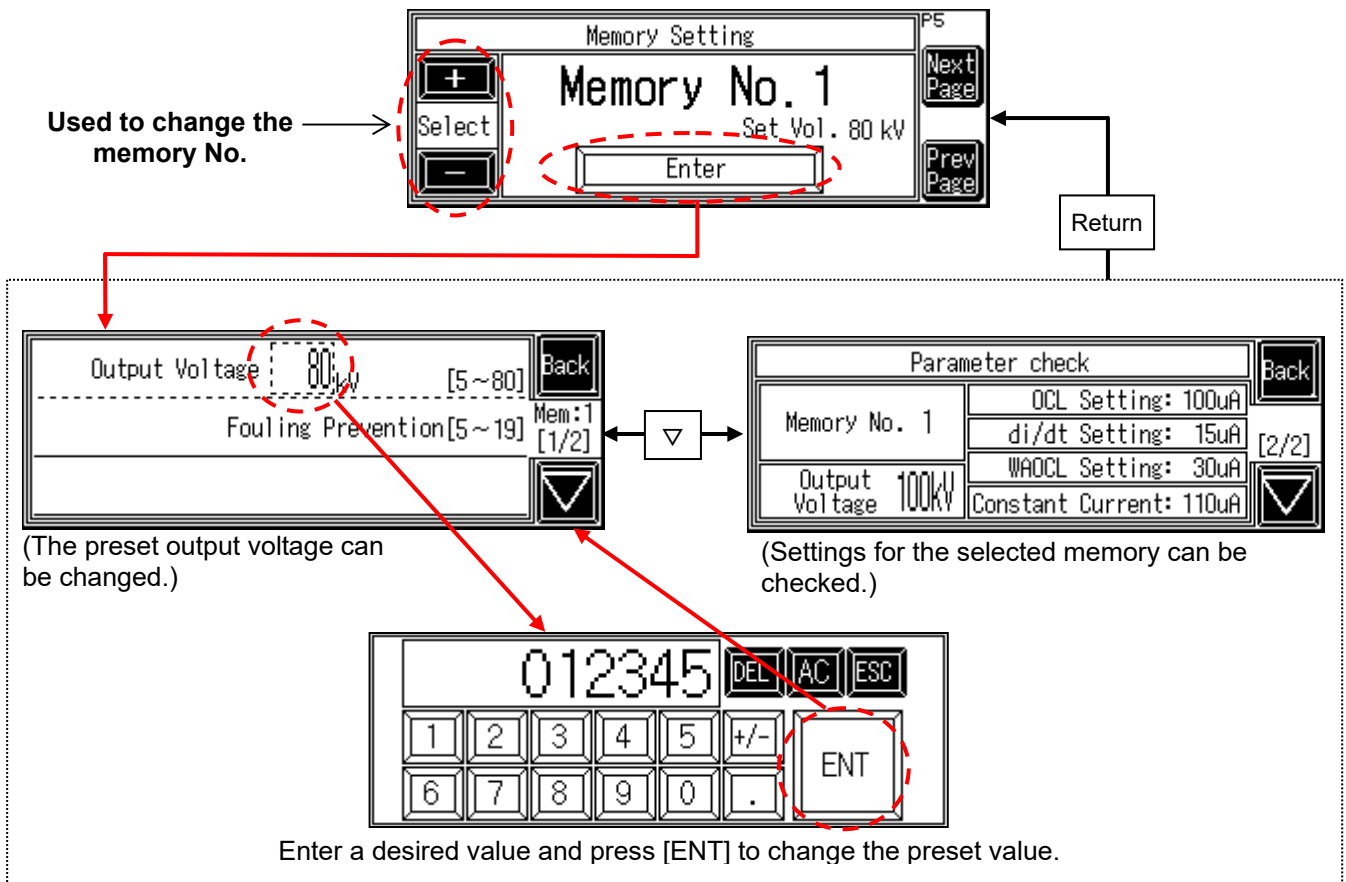 P5
Memory Setting
+
Select
−
Memory No. 1
Set Vol. 80 kV
Enter
Next
Page
Prev
Page
Used to change the
memory No.
Return
Output Voltage 80 kV [5~80]
Fouling Prevention[5~19]
Back
Mem:1
[1/2]
▽
(The preset output voltage can
be changed.)
▽
Parameter check
Memory No. 1
Output
Voltage 100kV
OCL Setting: 100uA
di/dt Setting: 15uA
WAOCL Setting: 30uA
Constant Current: 110uA
Back
[2/2]
▽
(Settings for the selected memory can be
checked.)
012345 DEL AC ESC
1 2 3 4 5 +/- ENT
6 7 8 9 0 .
Enter a desired value and press [ENT] to change the preset value.